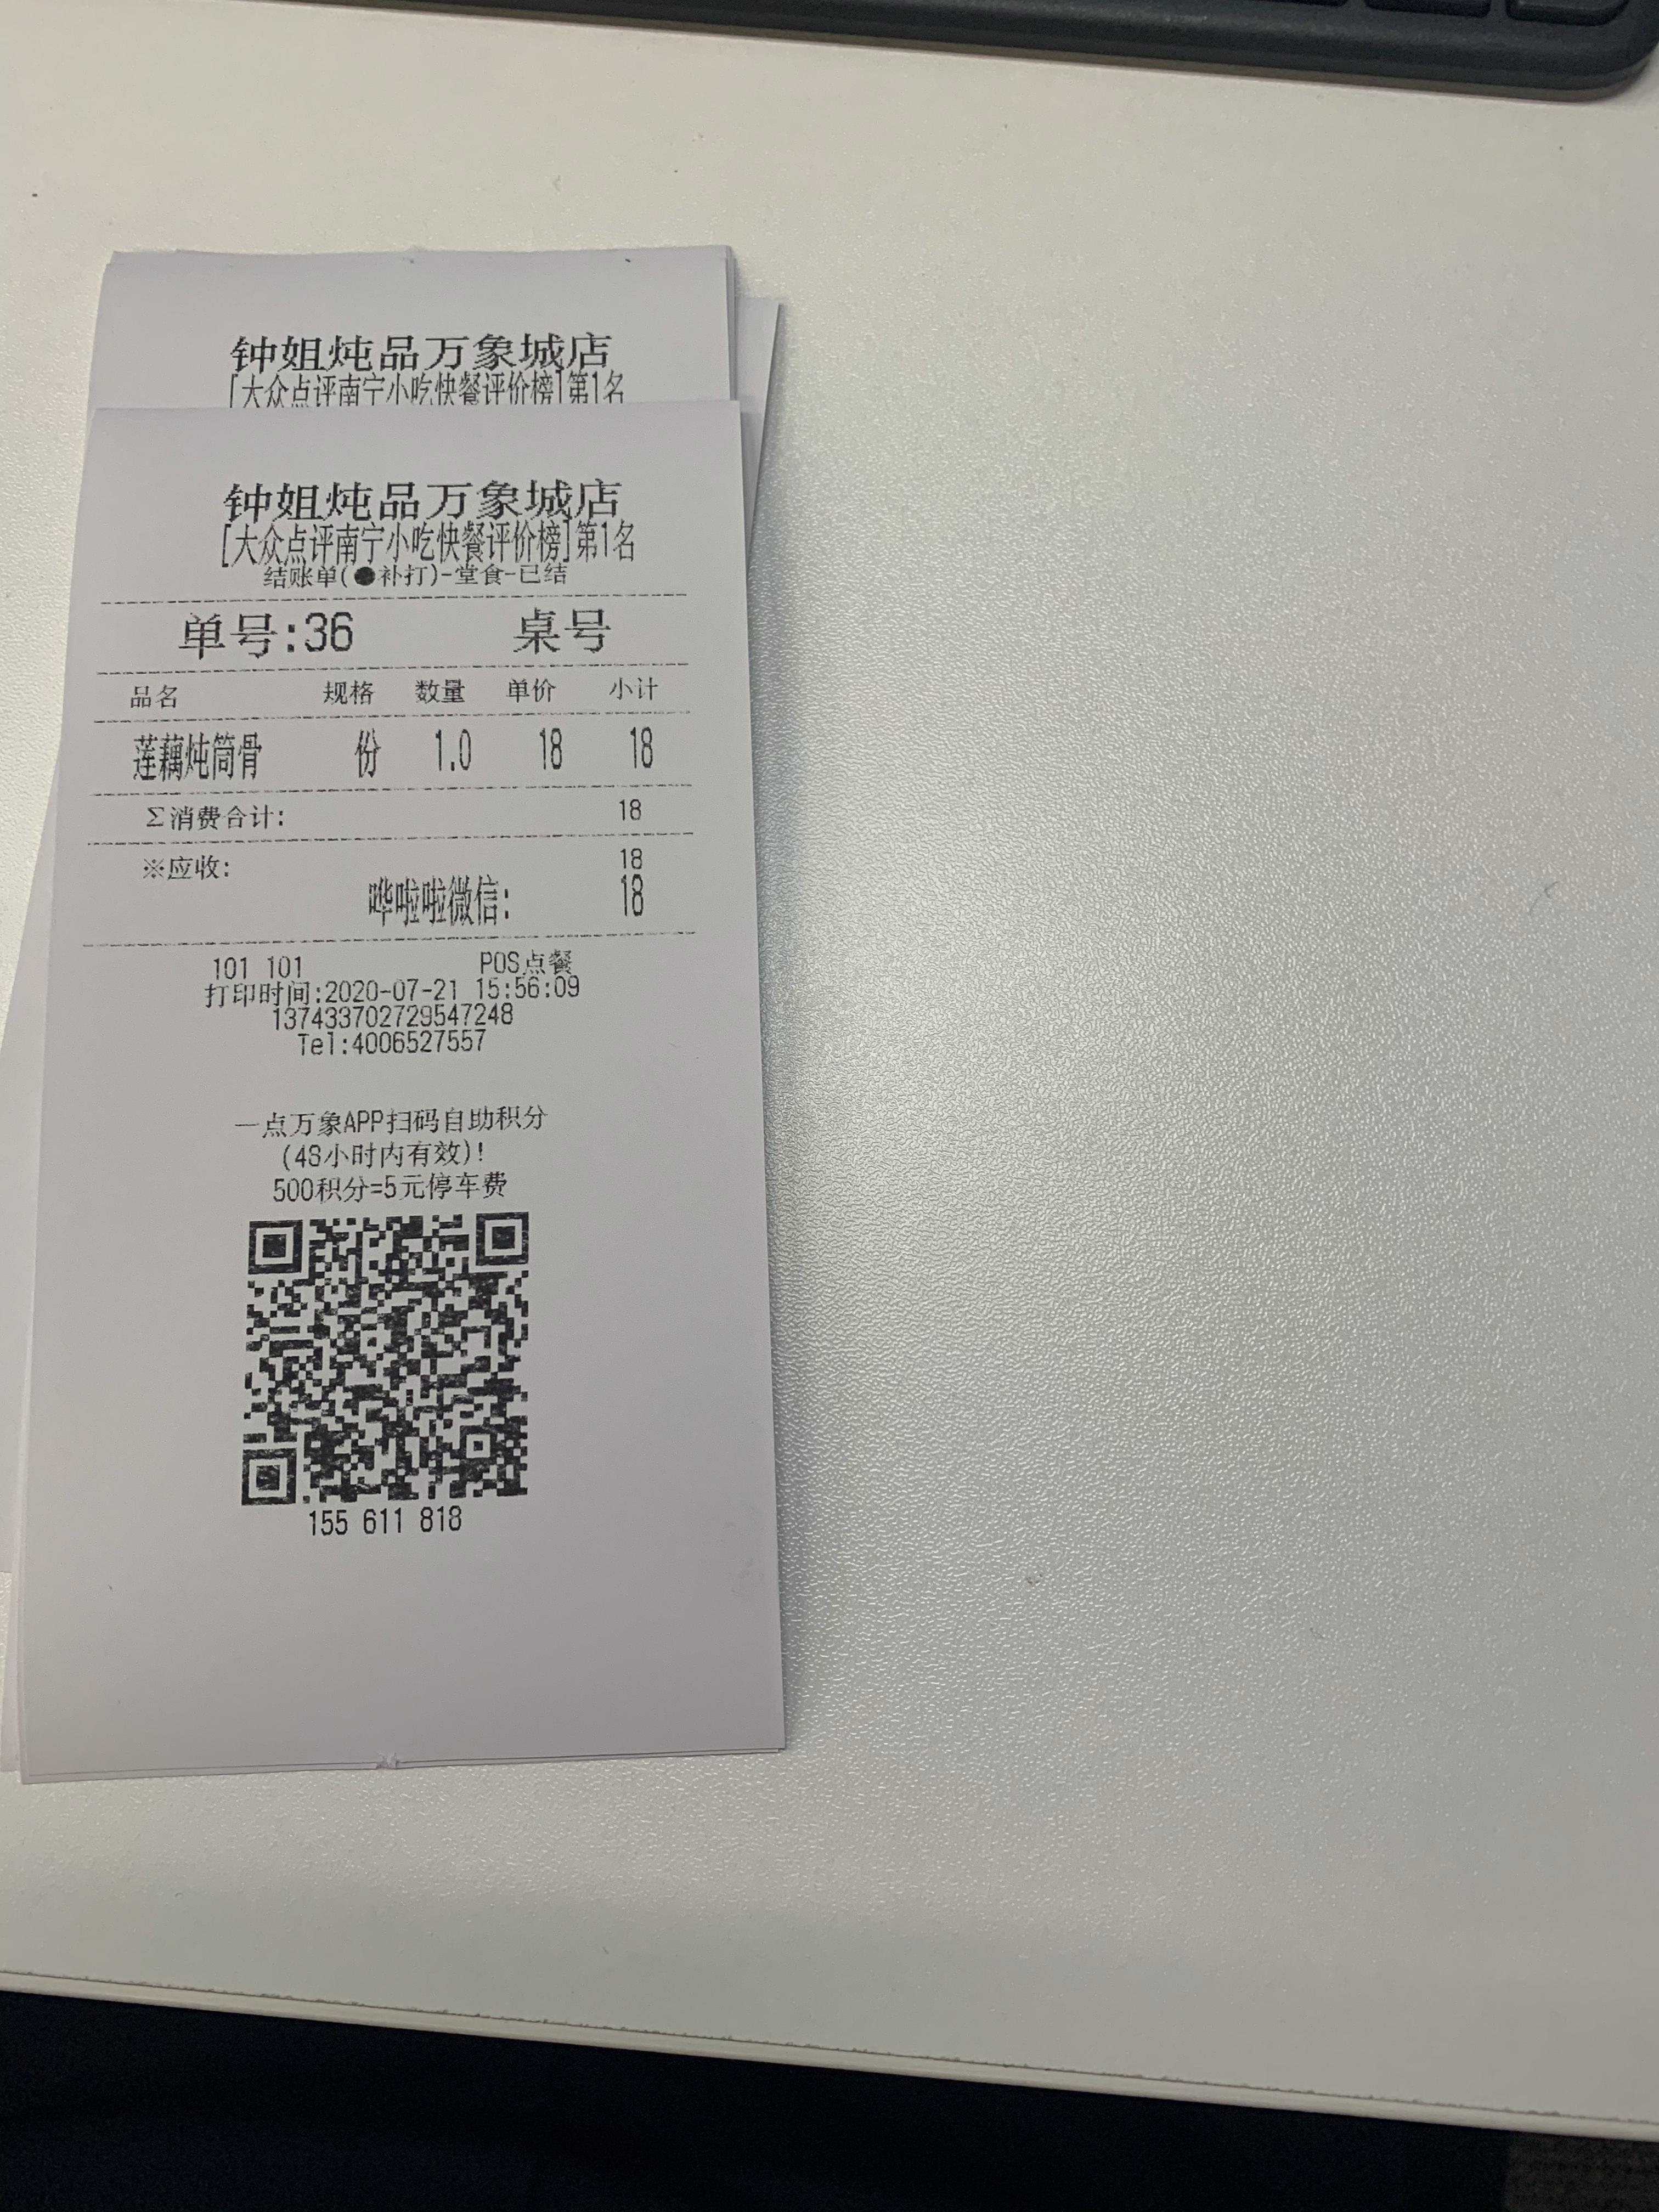 钟姐炖品万象城店
[大众点评南宁小吃快餐评价榜]第1名
钟姐炖品万象城店
[大众点评南宁小吃快餐评价榜]第1名
结账单(●补打)-堂食-已结
单号:36 桌号
品名 规格 数量 单价 小计
莲藕炖筒骨 份 1.0 18 18
Σ消费合计: 18
※应收: 18
哗啦啦微信: 18
101 101 POS点餐
打印时间:2020-07-21 15:56:09
137433702729547248
Tel:4006527557
一点万象APP扫码自助积分
(48小时内有效)!
500积分=5元停车费
155 611 818